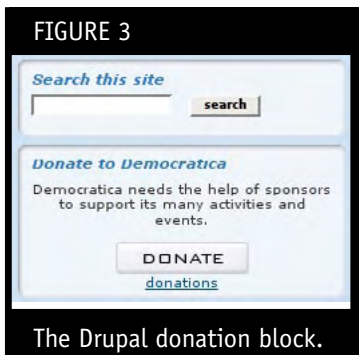 FIGURE 3
Search this site
search
Donate to Democratica
Democratica needs the help of sponsors
to support its many activities and
events.
DONATE
donations
The Drupal donation block.